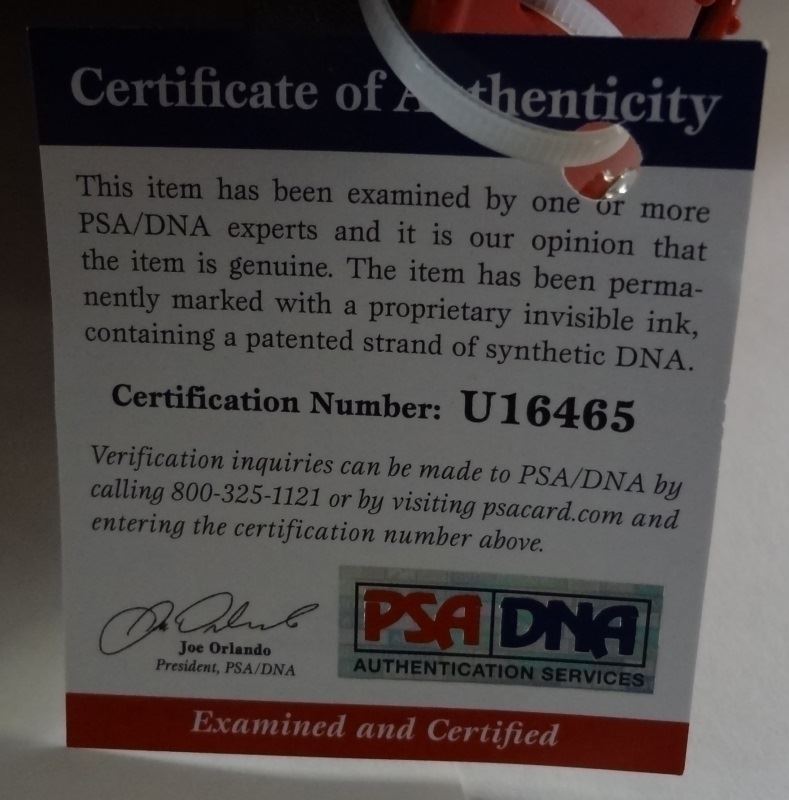 Certificate of Authenticity
This item has been examined by one or more
PSA/DNA experts and it is our opinion that
the item is genuine. The item has been perma-
nently marked with a proprietary invisible ink,
containing a patented strand of synthetic DNA.
Certification Number: U16465
Verification inquiries can be made to PSA/DNA by
calling 800-325-1121 or by visiting psacard.com and
entering the certification number above.
Joe Orlando
President, PSA/DNA
PSA DNA
AUTHENTICATION SERVICES
Examined and Certified